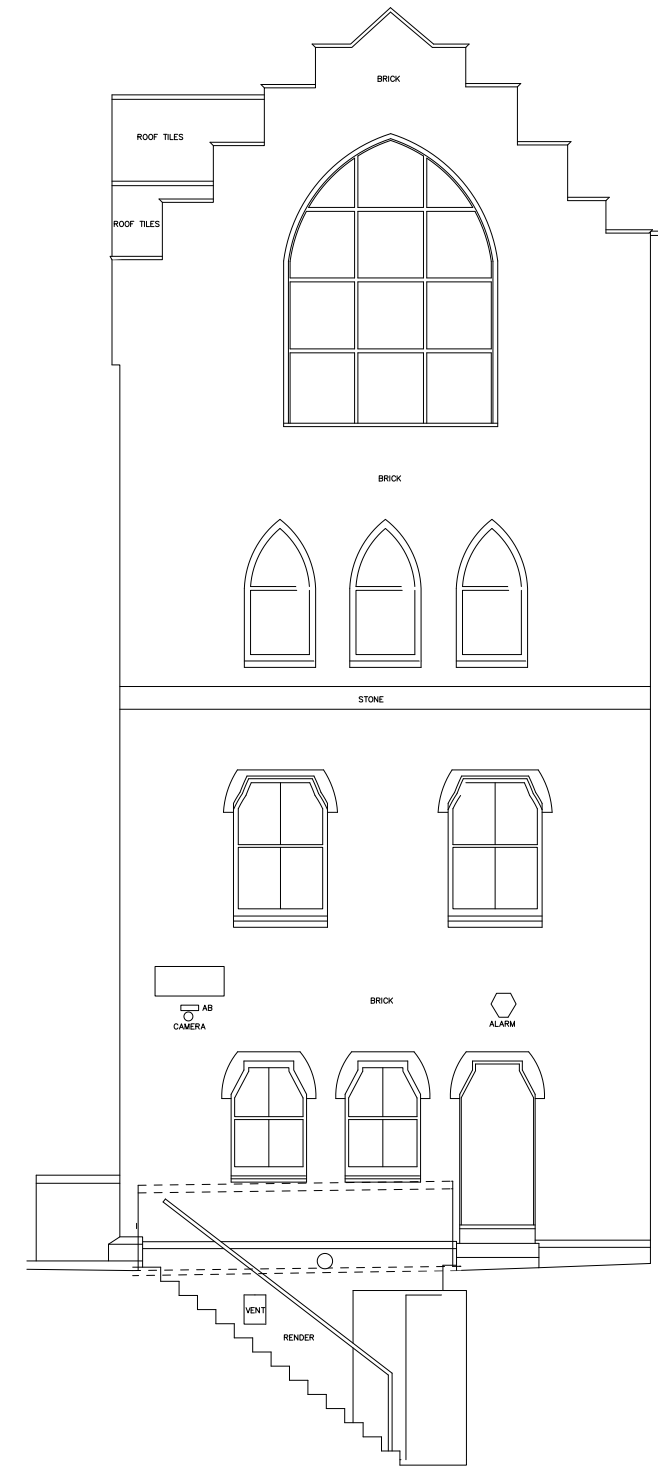 BRICK
ROOF TILES
ROOF TILES
BRICK
STONE
BRICK
AB
CAMERA
ALARM
VENT
RENDER